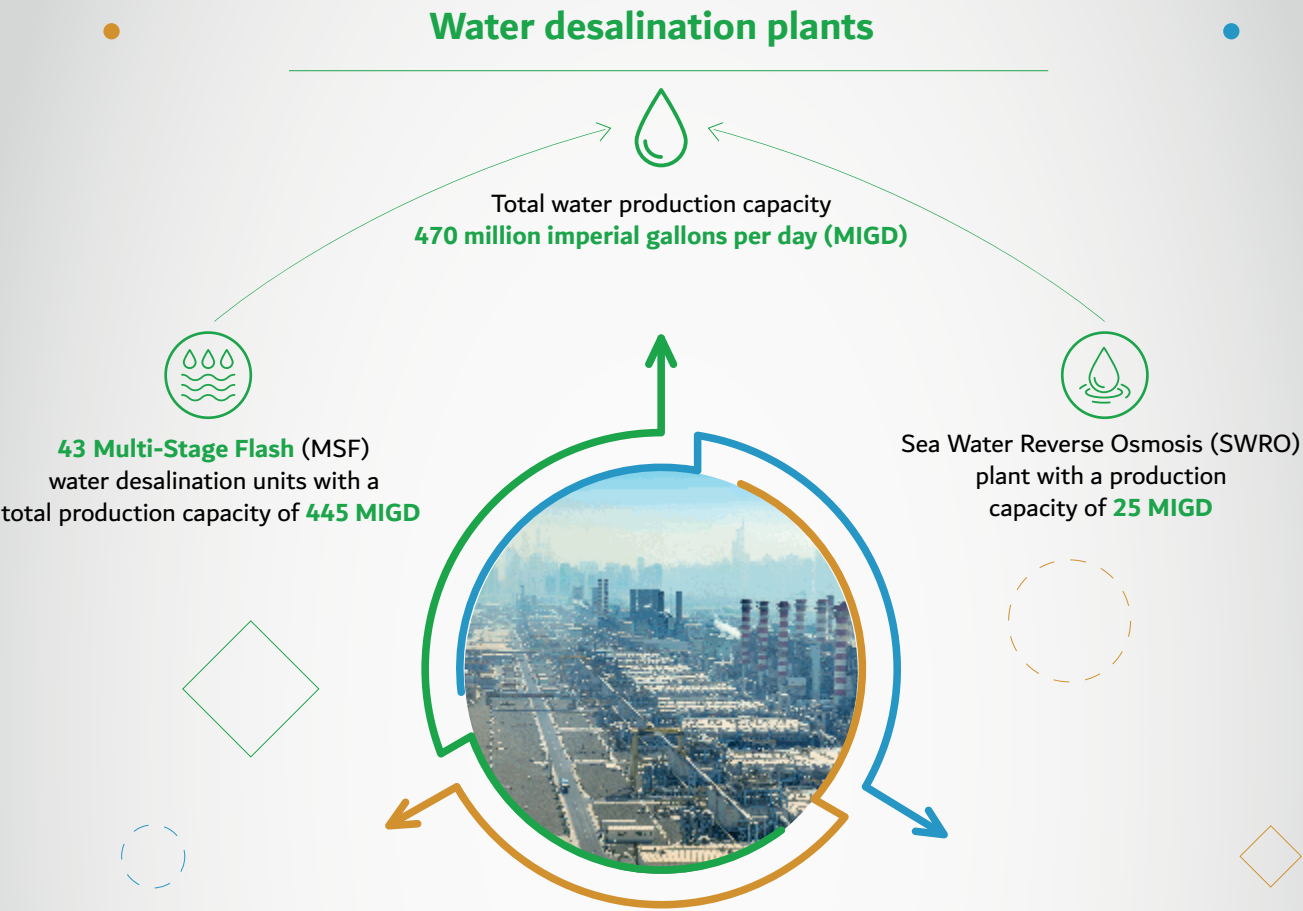 Water desalination plants
Total water production capacity
470 million imperial gallons per day (MIGD)
43 Multi-Stage Flash (MSF)
water desalination units with a
total production capacity of 445 MIGD
Sea Water Reverse Osmosis (SWRO)
plant with a production
capacity of 25 MIGD